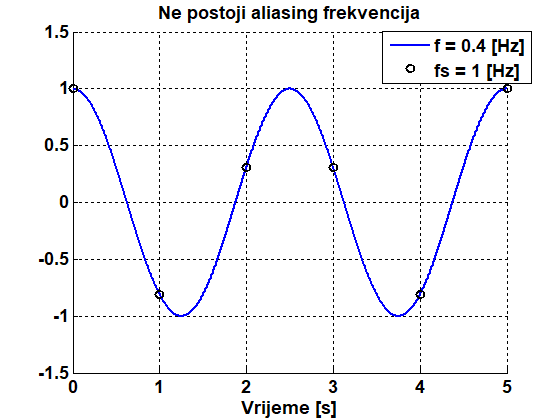 Ne postoji aliasing frekvencija
f = 0.4 [Hz]
fs = 1 [Hz]
1.5
1
0.5
0
-0.5
-1
-1.5
0 1 2 3 4 5
Vrijeme [s]